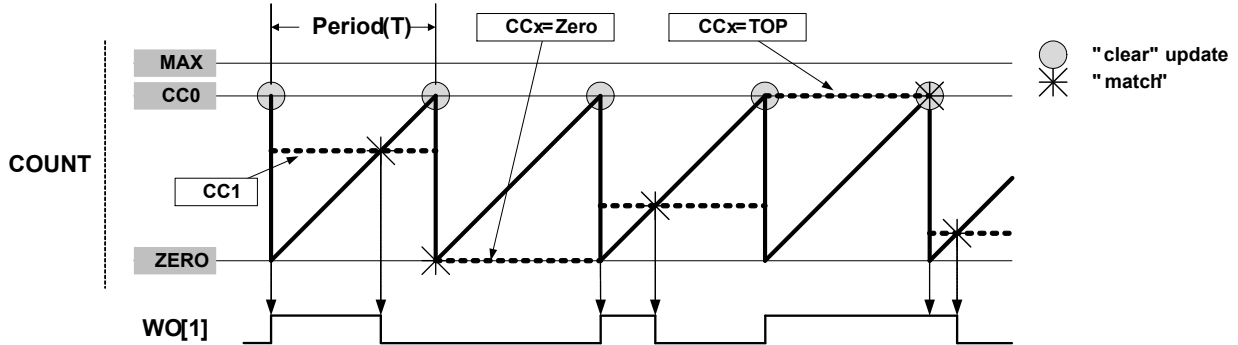 Period(T)
CCx=Zero
CCx=TOP
MAX
"clear" update
CC0
"match"
COUNT
CC1
ZERO
WO[1]